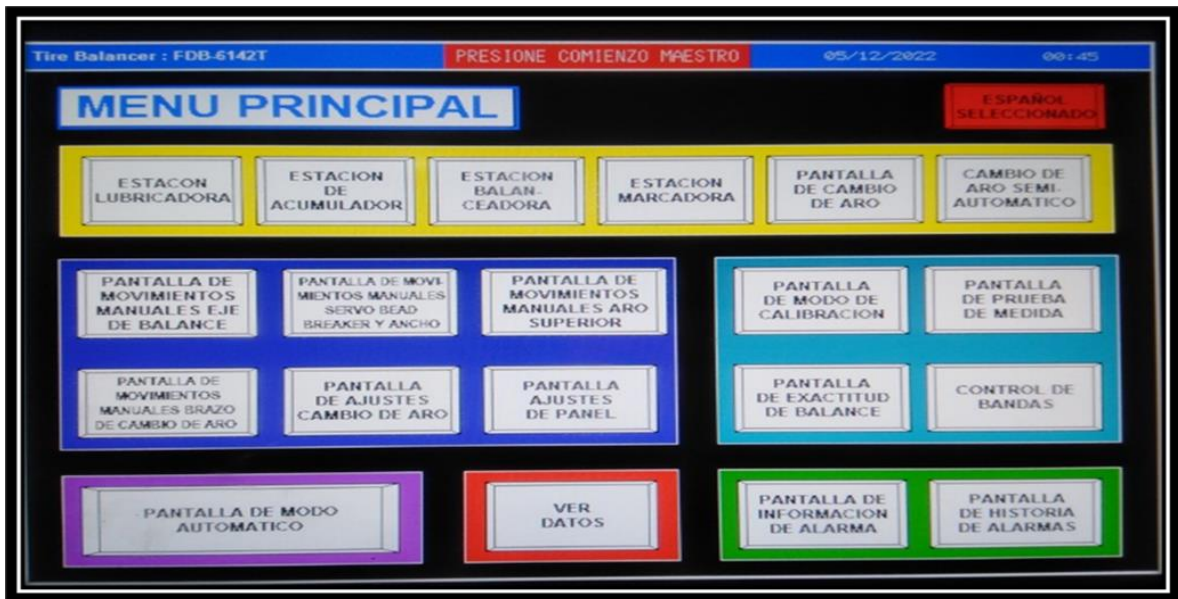 Tire Balancer : FDB-6142T
PRESIONE COMIENZO MAESTRO
05/12/2022
00:45
MENU PRINCIPAL
ESPAÑOL
SELECCIONADO
ESTACON
LUBRICADORA
ESTACION
DE
ACUMULADOR
ESTACION
BALAN-
CEADORA
ESTACION
MARCADORA
PANTALLA
DE CAMBIO
DE ARO
CAMBIO DE
ARO SEMI-
AUTOMATICO
PANTALLA DE
MOVIMIENTOS
MANUALES EJE
DE BALANCE
PANTALLA DE MOVI-
MIENTOS MANUALES
SERVO BEAD
BREAKER Y ANCHO
PANTALLA DE
MOVIMIENTOS
MANUALES ARO
SUPERIOR
PANTALLA
DE MODO DE
CALIBRACION
PANTALLA
DE PRUEBA
DE MEDIDA
PANTALLA DE
MOVIMIENTOS
MANUALES BRAZO
DE CAMBIO DE ARO
PANTALLA
DE AJUSTES
CAMBIO DE ARO
PANTALLA
AJUSTES
DE PANEL
PANTALLA
DE EXACTITUD
DE BALANCE
CONTROL DE
BANDAS
PANTALLA DE MODO
AUTOMATICO
VER
DATOS
PANTALLA DE
INFORMACION
DE ALARMA
PANTALLA
DE HISTORIA
DE ALARMAS